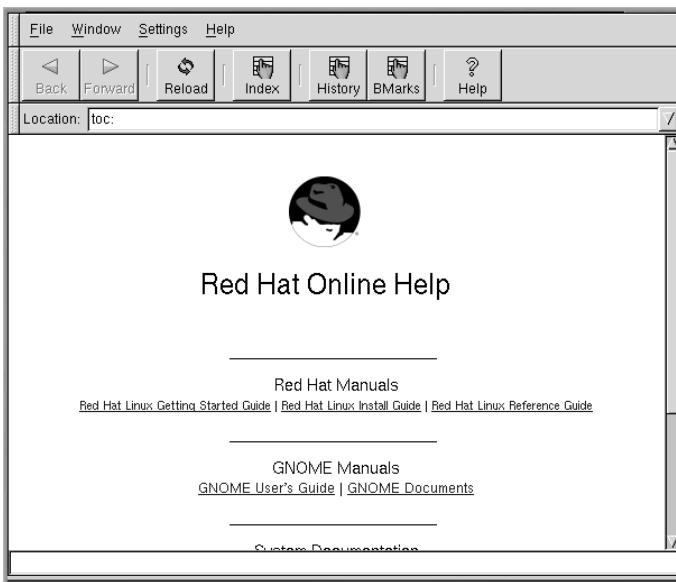 File Window Settings Help
Back Forward Reload Index History BMarks Help
Location: toc:
Red Hat Online Help
Red Hat Manuals
Red Hat Linux Getting Started Guide | Red Hat Linux Install Guide | Red Hat Linux Reference Guide
GNOME Manuals
GNOME User's Guide | GNOME Documents
System Documentation